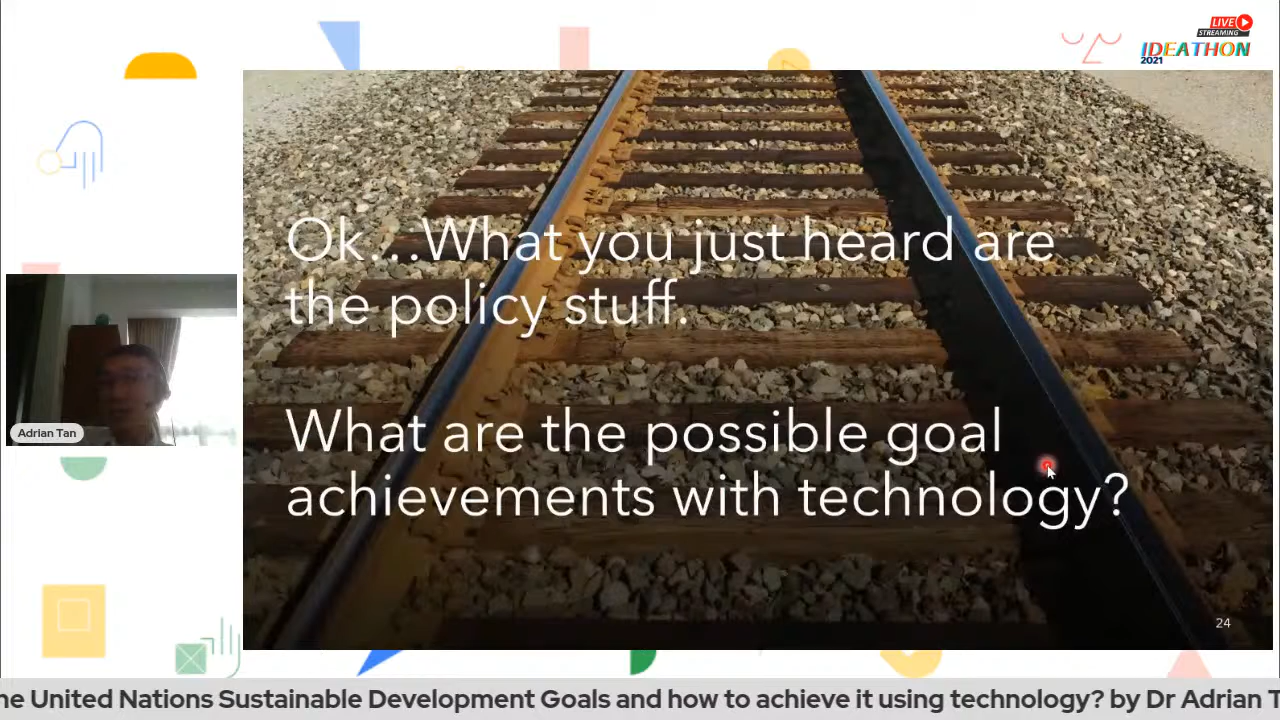 LIVE
STREAMING
IDEATHON
2021
Ok...What you just heard are
the policy stuff.
What are the possible goal
achievements with technology?
Adrian Tan
24
he United Nations Sustainable Development Goals and how to achieve it using technology? by Dr Adrian T